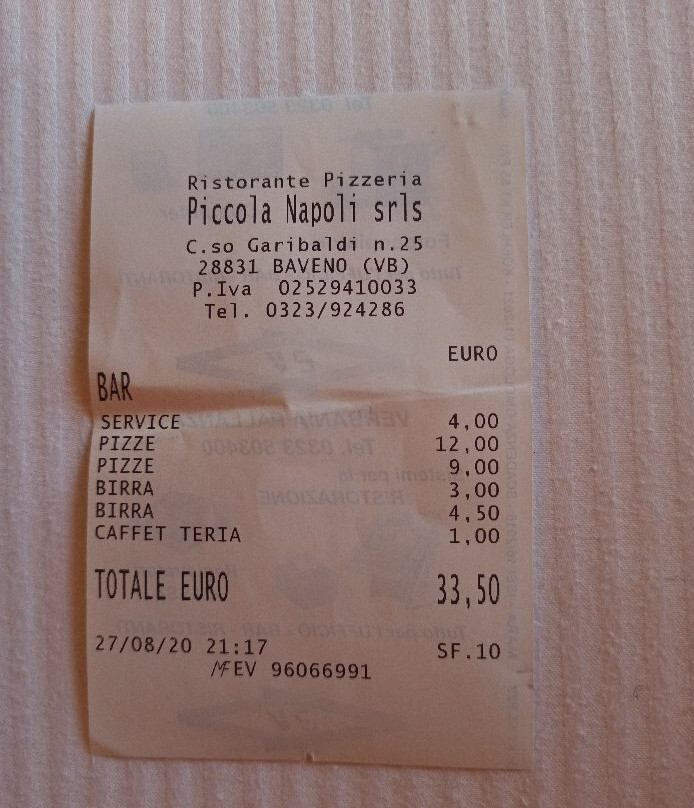 Ristorante Pizzeria
Piccola Napoli srls
C.so Garibaldi n.25
28831 BAVENO (VB)
P.Iva 02529410033
Tel. 0323/924286
EURO
BAR
SERVICE 4,00
PIZZE 12,00
PIZZE 9,00
BIRRA 3,00
BIRRA 4,50
CAFFET TERIA 1,00
TOTALE EURO 33,50
27/08/20 21:17 SF.10
MF EV 96066991